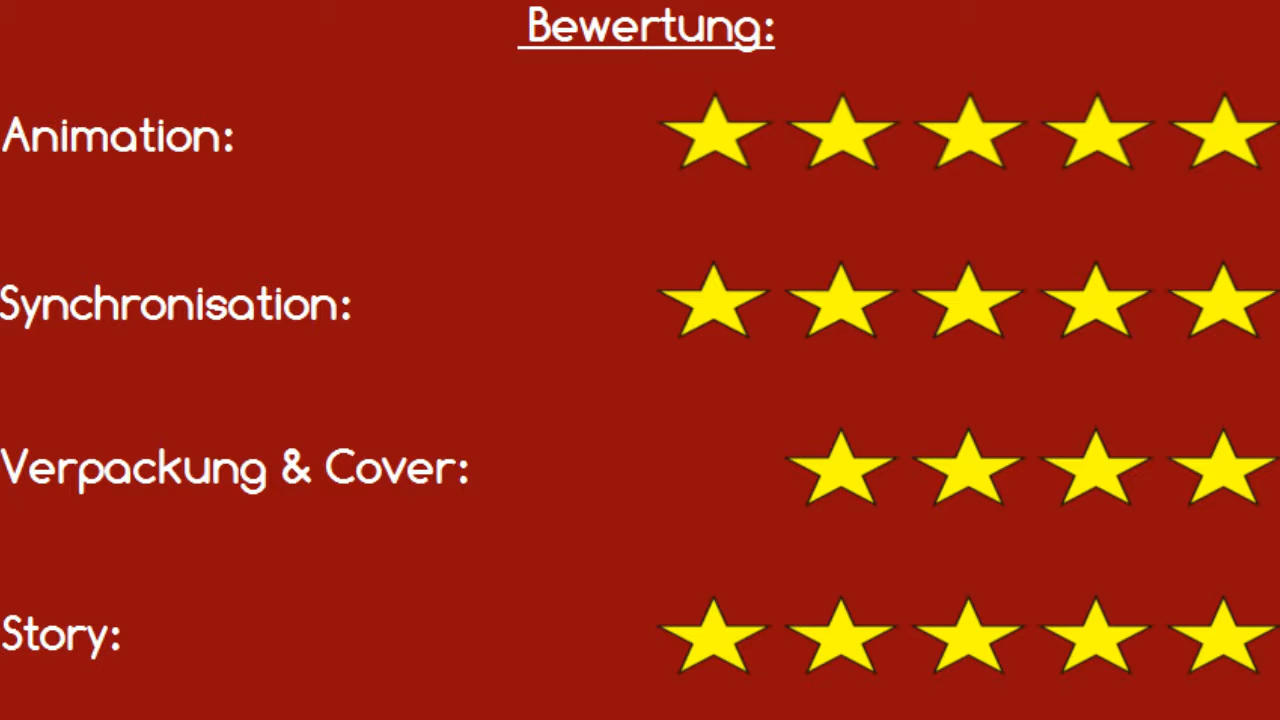 Bewertung:
Animation:
Synchronisation:
Verpackung & Cover:
Story: